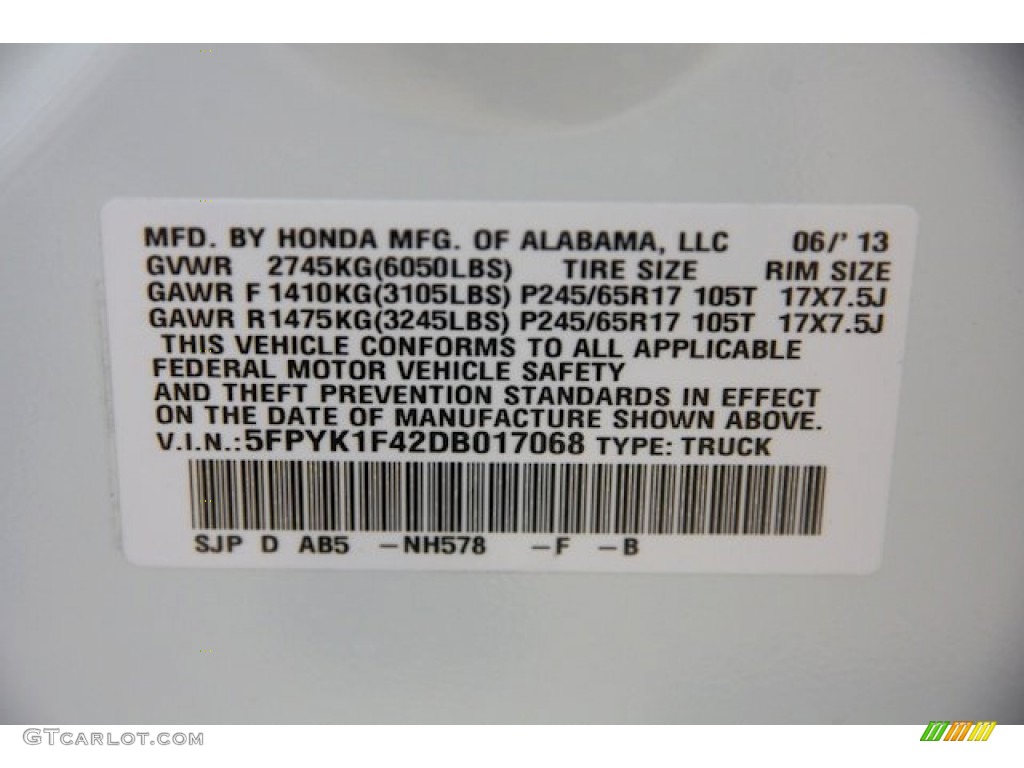 MFD. BY HONDA MFG. OF ALABAMA, LLC 06/' 13
GVWR 2745KG(6050LBS) TIRE SIZE RIM SIZE
GAWR F 1410KG(3105LBS) P245/65R17 105T 17X7.5J
GAWR R1475KG(3245LBS) P245/65R17 105T 17X7.5J
THIS VEHICLE CONFORMS TO ALL APPLICABLE
FEDERAL MOTOR VEHICLE SAFETY
AND THEFT PREVENTION STANDARDS IN EFFECT
ON THE DATE OF MANUFACTURE SHOWN ABOVE.
V.I.N.:5FPYK1F42DB017068 TYPE: TRUCK
SJP D AB5 -NH578 -F -B
GTCARLOT.COM